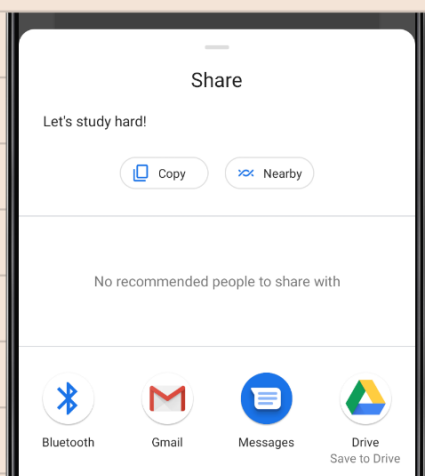 Share
Let's study hard!
Copy
Nearby
No recommended people to share with
Bluetooth
Gmail
Messages
Drive
Save to Drive